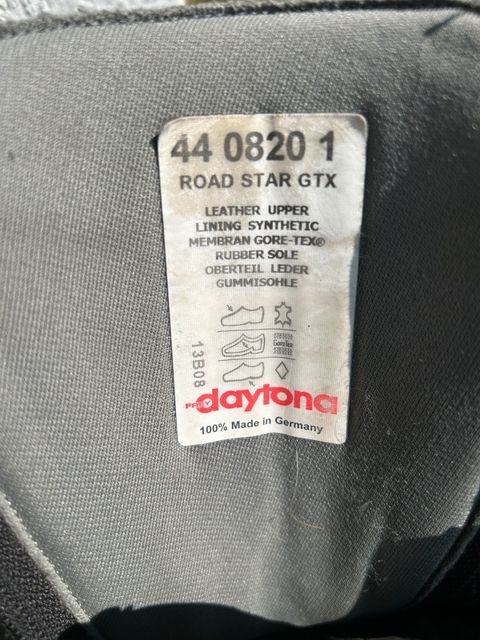 44 0820 1
ROAD STAR GTX
LEATHER UPPER
LINING SYNTHETIC
MEMBRAN GORE-TEX®
RUBBER SOLE
OBERTEIL LEDER
GUMMISOHLE
13B08
daytona
100% Made in Germany